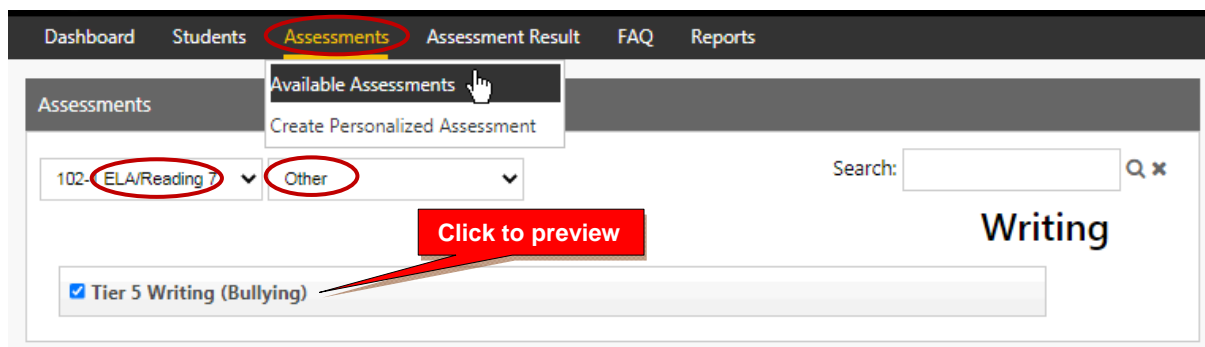 Dashboard Students Assessments Assessment Result FAQ Reports
Available Assessments
Assessments
Create Personalized Assessment
102- ELA/Reading 7 Other Search:
Writing
Click to preview
Tier 5 Writing (Bullying)